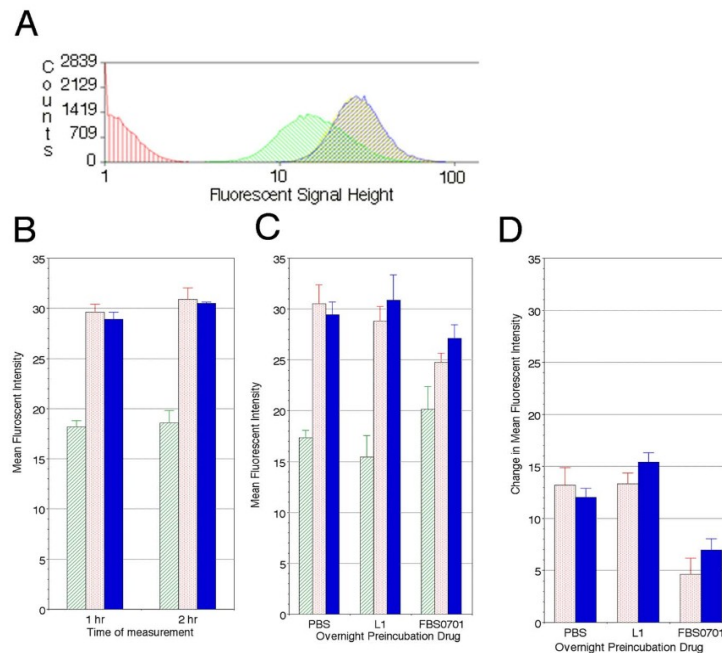 A
Counts
2839
2129
1419
709
0
1
10
100
Fluorescent Signal Height
B
Mean Fluroscent Intensity
35
30
25
20
15
10
5
0
1 hr
2 hr
Time of measurement
C
Mean Fluorescent Intensity
35
30
25
20
15
10
5
0
PBS
L1
FBS0701
Overnight Preincubation Drug
D
Change in Mean Fluorescent Intensity
35
30
25
20
15
10
5
0
PBS
L1
FBS0701
Overnight Preincubation Drug